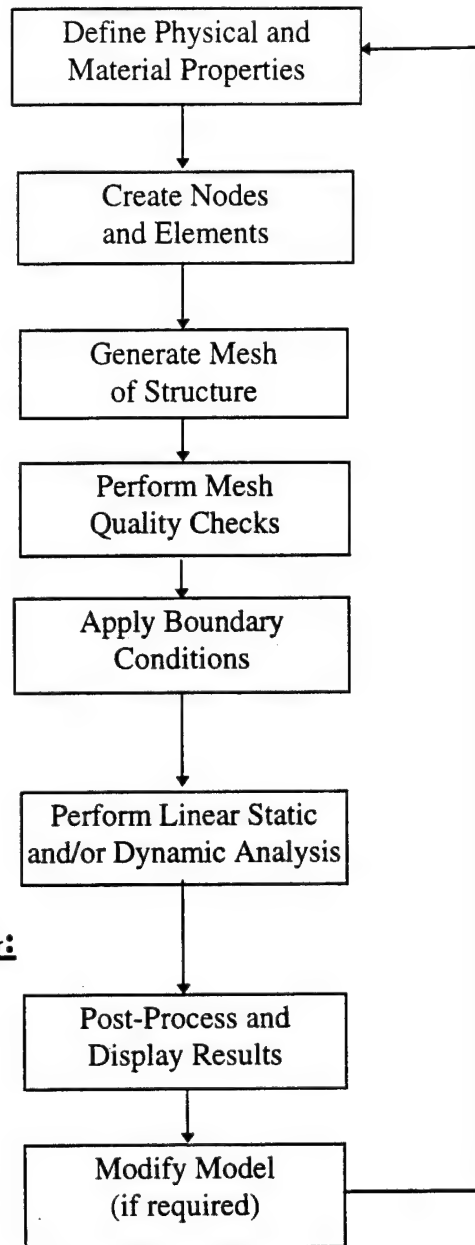 Define Physical and
Material Properties
Create Nodes
and Elements
Generate Mesh
of Structure
Perform Mesh
Quality Checks
Apply Boundary
Conditions
Perform Linear Static
and/or Dynamic Analysis
Post-Process and
Display Results
Modify Model
(if required)